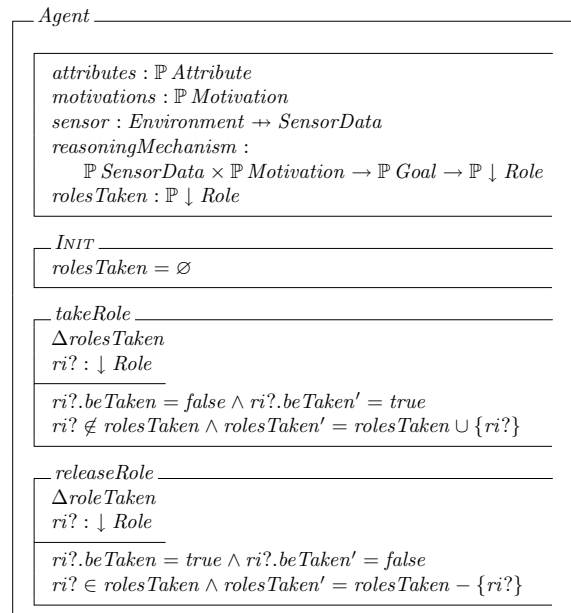 Agent
attributes : ℙ Attribute
motivations : ℙ Motivation
sensor : Environment ⇸ SensorData
reasoningMechanism :
ℙ SensorData × ℙ Motivation → ℙ Goal → ℙ ↓ Role
rolesTaken : ℙ ↓ Role
INIT
rolesTaken = ∅
takeRole
ΔrolesTaken
ri? : ↓ Role
ri?.beTaken = false ∧ ri?.beTaken′ = true
ri? ∉ rolesTaken ∧ rolesTaken′ = rolesTaken ∪ {ri?}
releaseRole
ΔroleTaken
ri? : ↓ Role
ri?.beTaken = true ∧ ri?.beTaken′ = false
ri? ∈ rolesTaken ∧ rolesTaken′ = rolesTaken − {ri?}